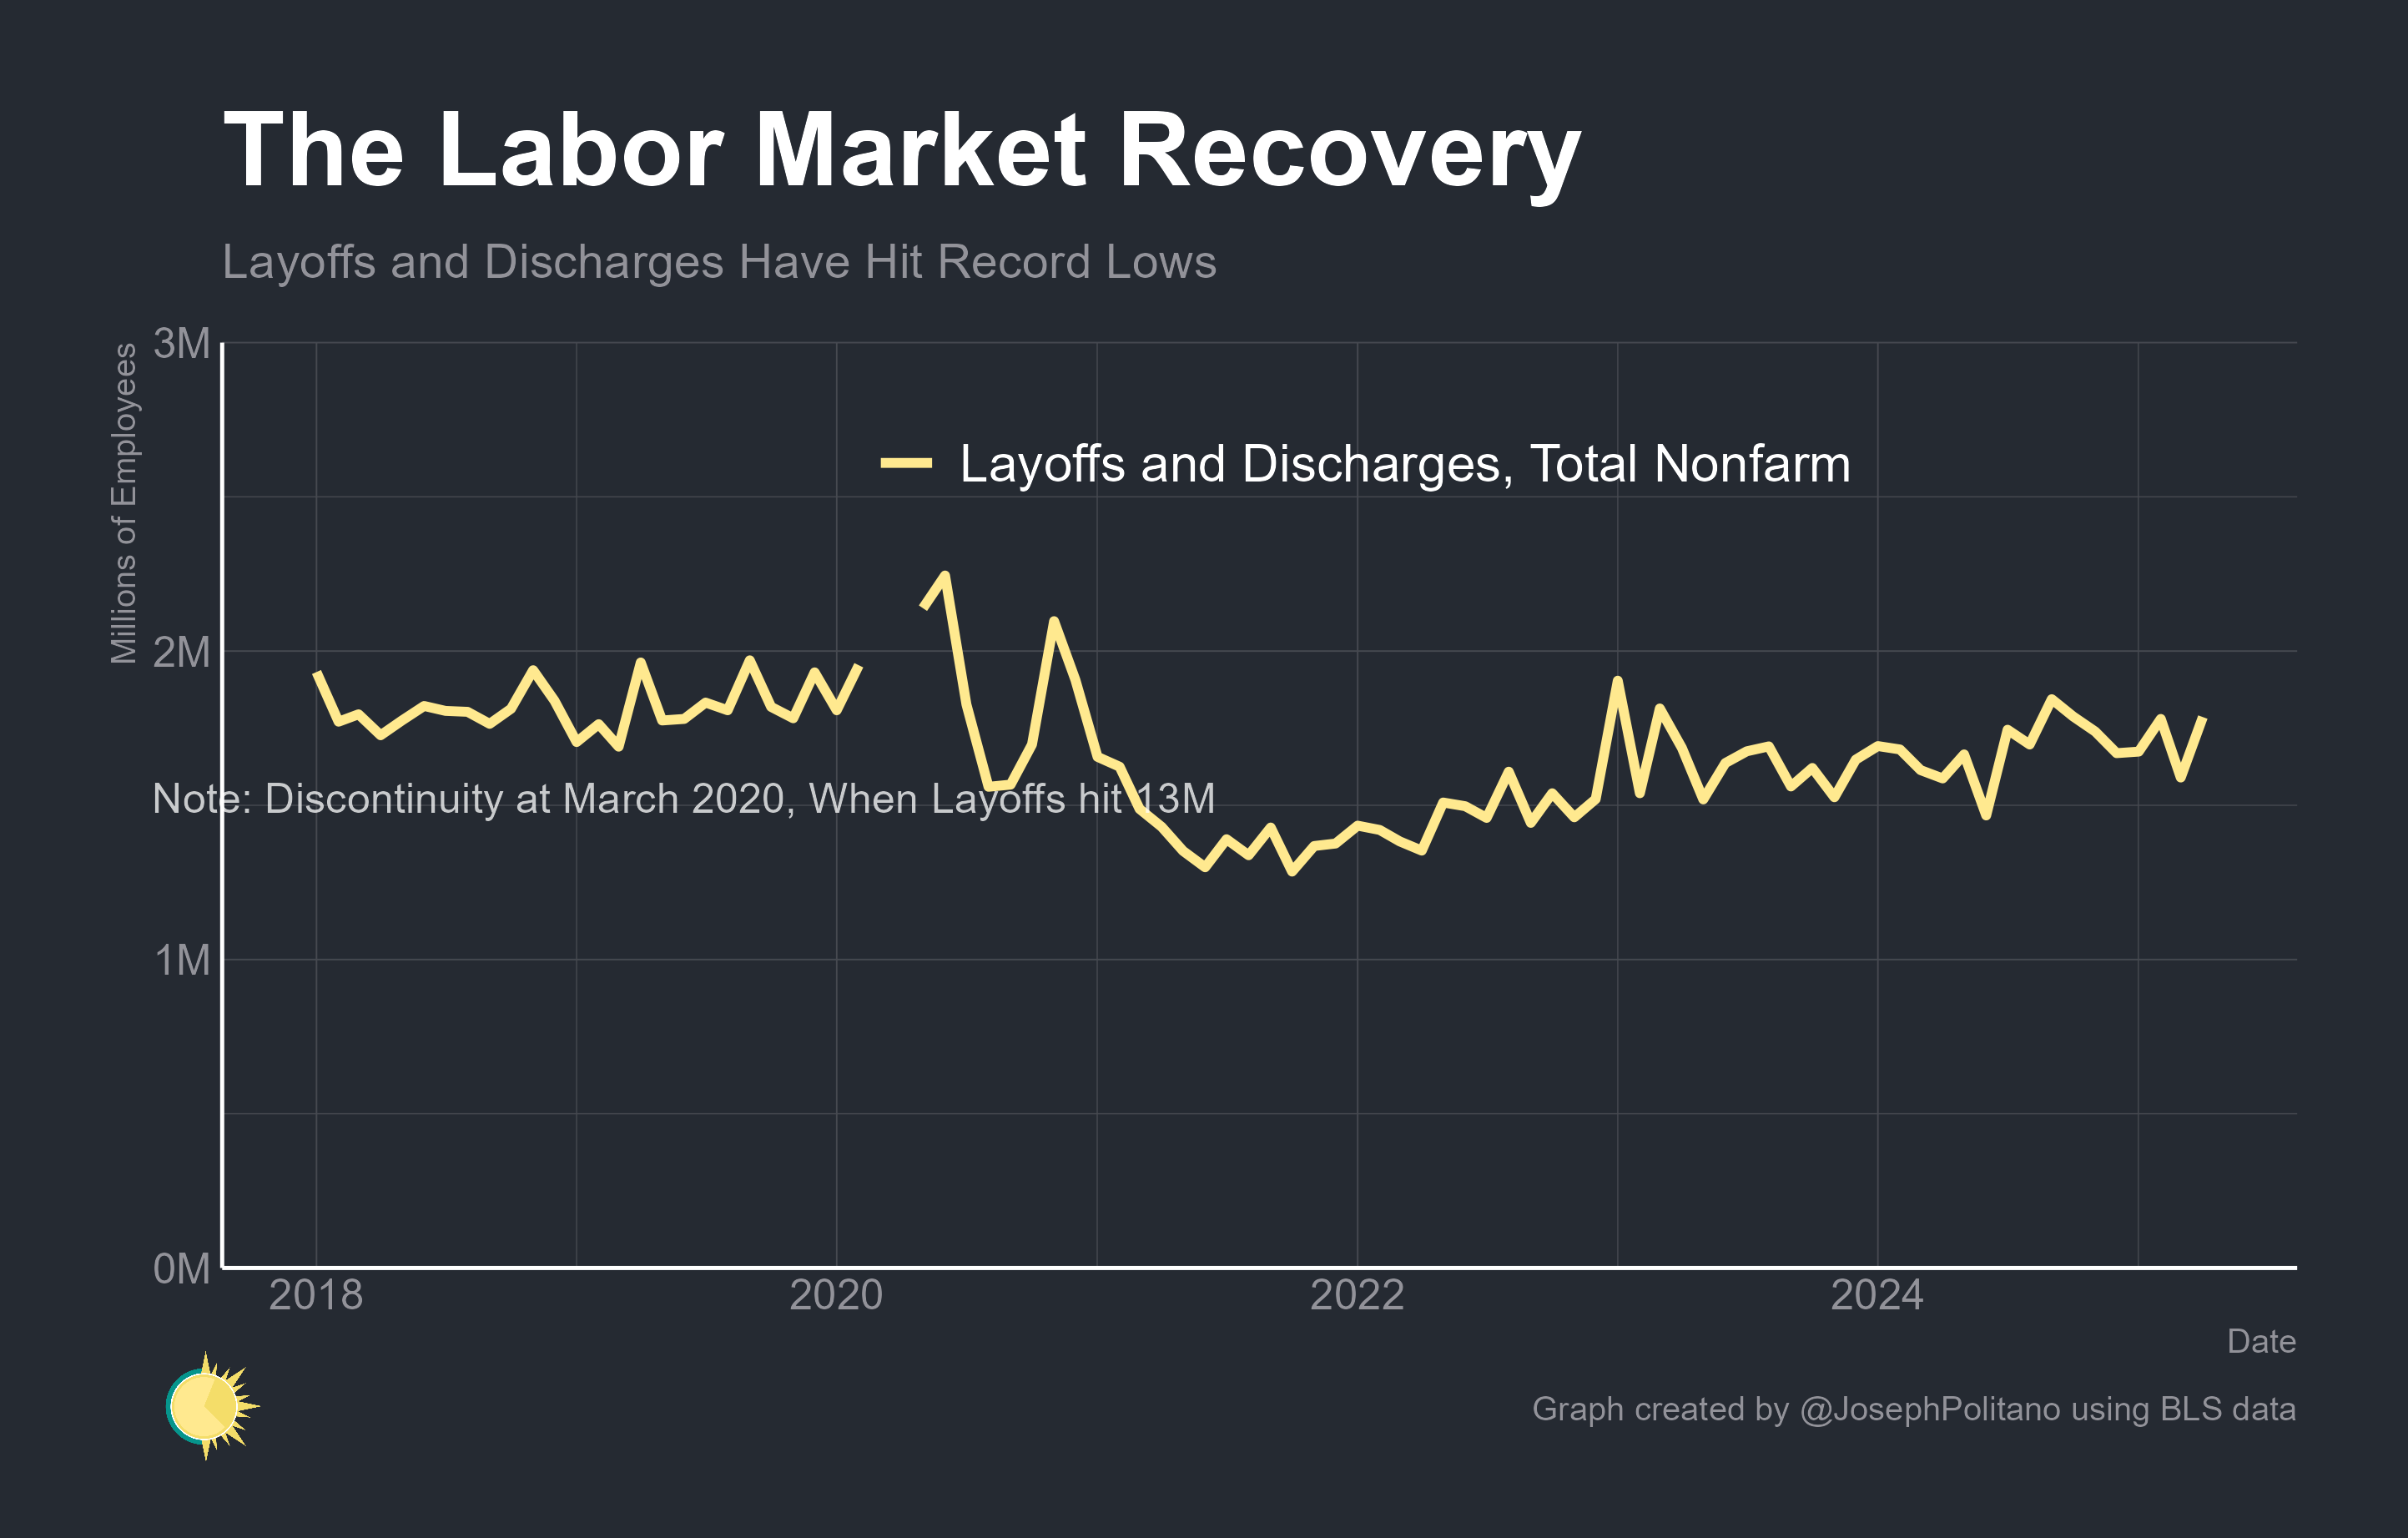 The Labor Market Recovery
Layoffs and Discharges Have Hit Record Lows
Millions of Employees
3M
Layoffs and Discharges, Total Nonfarm
2M
Note: Discontinuity at March 2020, When Layoffs hit 13M
1M
0M
2018 2020 2022 2024
Date
Graph created by @JosephPolitano using BLS data